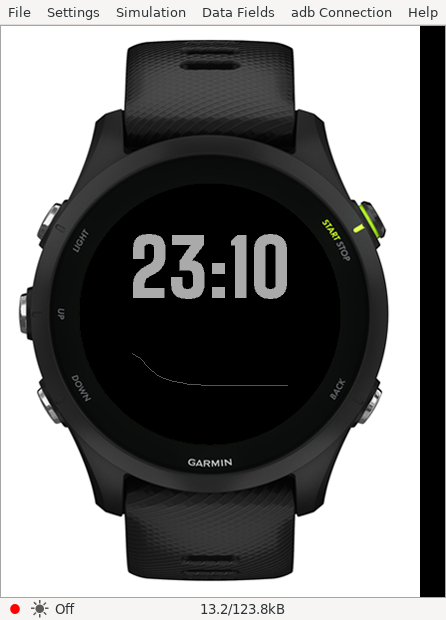 File Settings Simulation Data Fields adb Connection Help
START STOP
LIGHT
23:10
UP
DOWN
BACK
GARMIN
Off 13.2/123.8kB